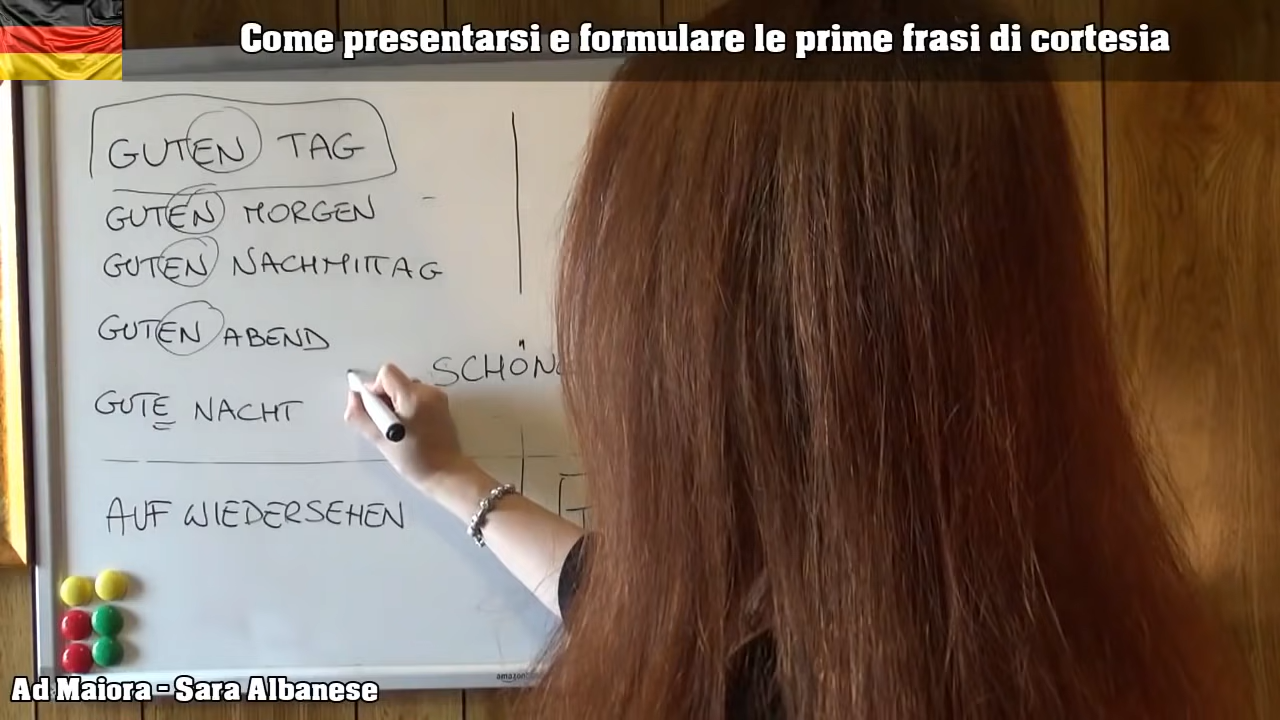 Come presentarsi e formulare le prime frasi di cortesia
GUTEN TAG
GUTEN MORGEN
GUTEN NACHMITTAG
GUTEN ABEND
SCHÖN
GUTE NACHT
AUF WIEDERSEHEN
Ad Maiora - Sara Albanese